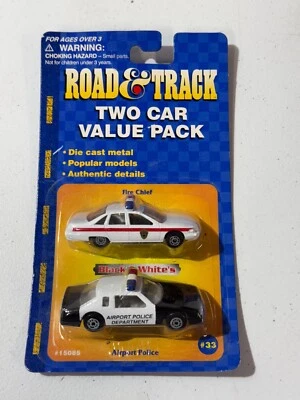 FOR AGES OVER 3
⚠ WARNING:
CHOKING HAZARD - Small parts.
Not for children under 3 years.
ROAD & TRACK
TWO CAR
VALUE PACK
• Die cast metal
• Popular models
• Authentic details
Fire Chief
Black & White's
AIRPORT POLICE
DEPARTMENT
#33
Airport Police